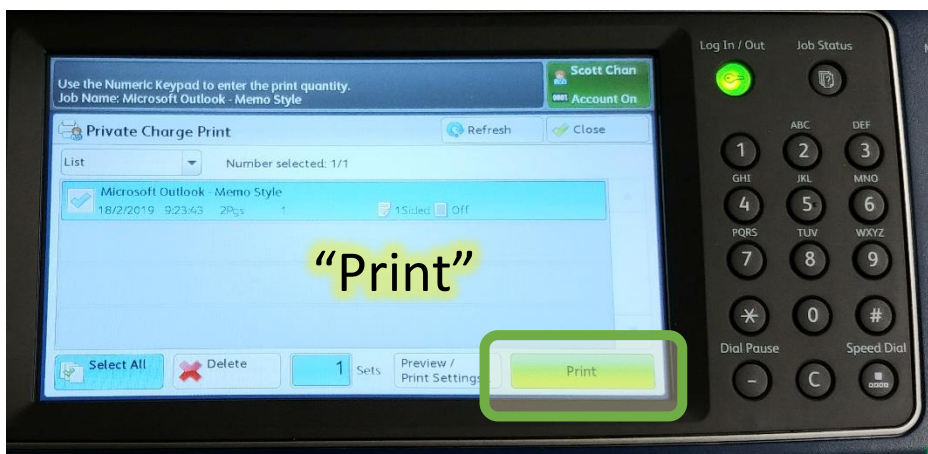 Log In / Out
Job Status
Use the Numeric Keypad to enter the print quantity.
Job Name: Microsoft Outlook - Memo Style
Scott Chan
Account On
Private Charge Print
Refresh
Close
List
Number selected: 1/1
Microsoft Outlook - Memo Style
18/2/2019 9:23:43 2Pgs 1 1Sided Off
“Print”
Select All
Delete
1 Sets
Preview /
Print Settings
Print
ABC DEF
1 2 3
GHI JKL MNO
4 5 6
PQRS TUV WXYZ
7 8 9
* 0 #
Dial Pause
Speed Dial
- C